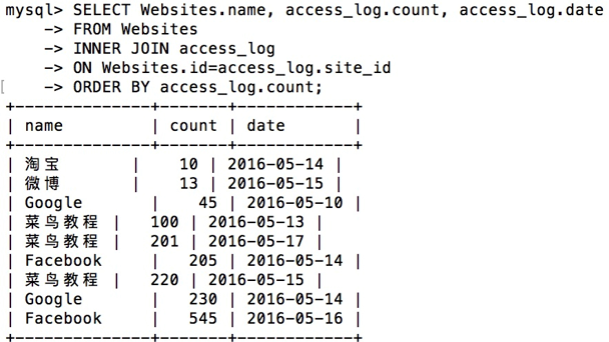 mysql> SELECT Websites.name, access_log.count, access_log.date
    -> FROM Websites
    -> INNER JOIN access_log
    -> ON Websites.id=access_log.site_id
[   -> ORDER BY access_log.count;
+--------------+-------+------------+
| name         | count | date       |
+--------------+-------+------------+
| 淘宝         |    10 | 2016-05-14 |
| 微博         |    13 | 2016-05-15 |
| Google       |    45 | 2016-05-10 |
| 菜鸟教程 |   100 | 2016-05-13 |
| 菜鸟教程 |   201 | 2016-05-17 |
| Facebook     |   205 | 2016-05-14 |
| 菜鸟教程 |   220 | 2016-05-15 |
| Google       |   230 | 2016-05-14 |
| Facebook     |   545 | 2016-05-16 |
+--------------+-------+------------+